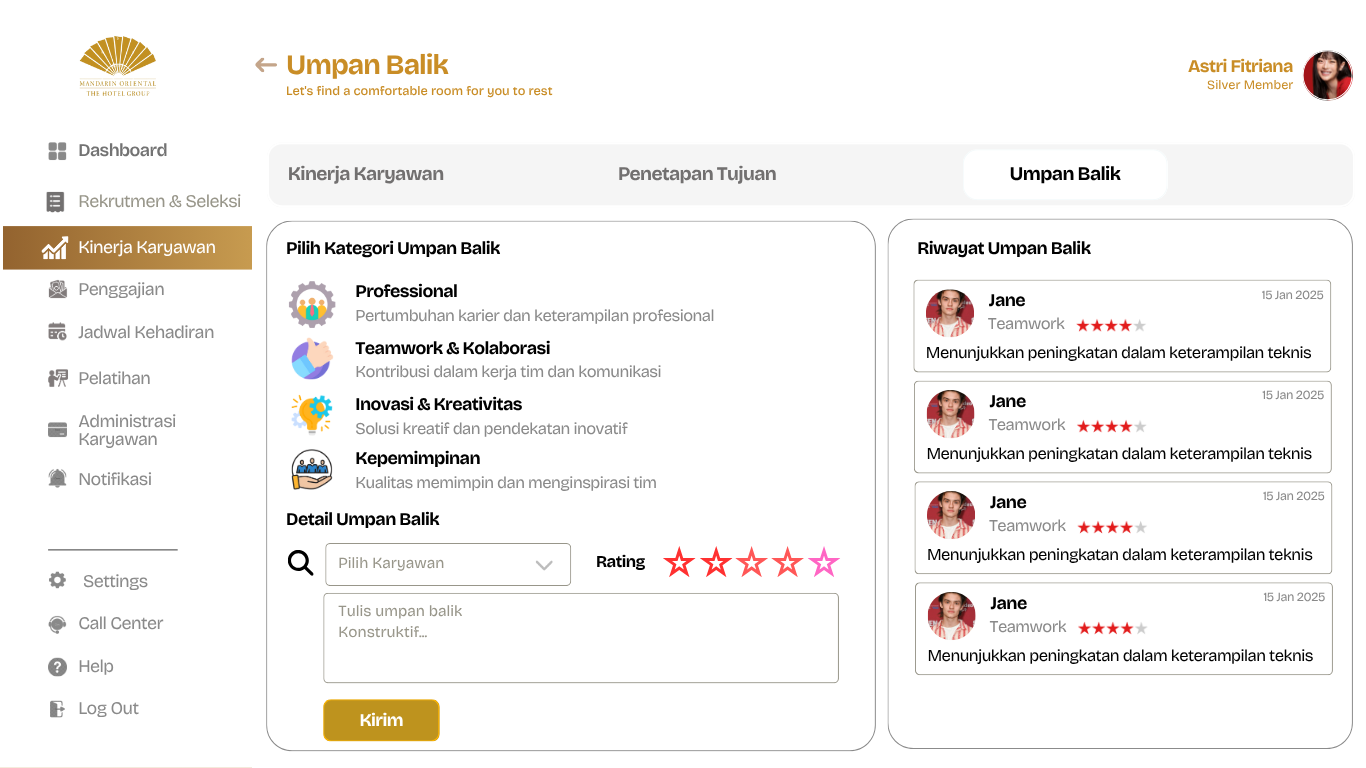 MANDARIN ORIENTAL
THE HOTEL GROUP
Dashboard
Rekrutmen & Seleksi
Kinerja Karyawan
Penggajian
Jadwal Kehadiran
Pelatihan
Administrasi
Karyawan
Notifikasi
Settings
Call Center
Help
Log Out
Umpan Balik
Let's find a comfortable room for you to rest
Astri Fitriana
Silver Member
Kinerja Karyawan
Penetapan Tujuan
Umpan Balik
Pilih Kategori Umpan Balik
Professional
Pertumbuhan karier dan keterampilan profesional
Teamwork & Kolaborasi
Kontribusi dalam kerja tim dan komunikasi
Inovasi & Kreativitas
Solusi kreatif dan pendekatan inovatif
Kepemimpinan
Kualitas memimpin dan menginspirasi tim
Detail Umpan Balik
Pilih Karyawan
Rating
Tulis umpan balik
Konstruktif...
Kirim
Riwayat Umpan Balik
Jane
15 Jan 2025
Teamwork
Menunjukkan peningkatan dalam keterampilan teknis
Jane
15 Jan 2025
Teamwork
Menunjukkan peningkatan dalam keterampilan teknis
Jane
15 Jan 2025
Teamwork
Menunjukkan peningkatan dalam keterampilan teknis
Jane
15 Jan 2025
Teamwork
Menunjukkan peningkatan dalam keterampilan teknis